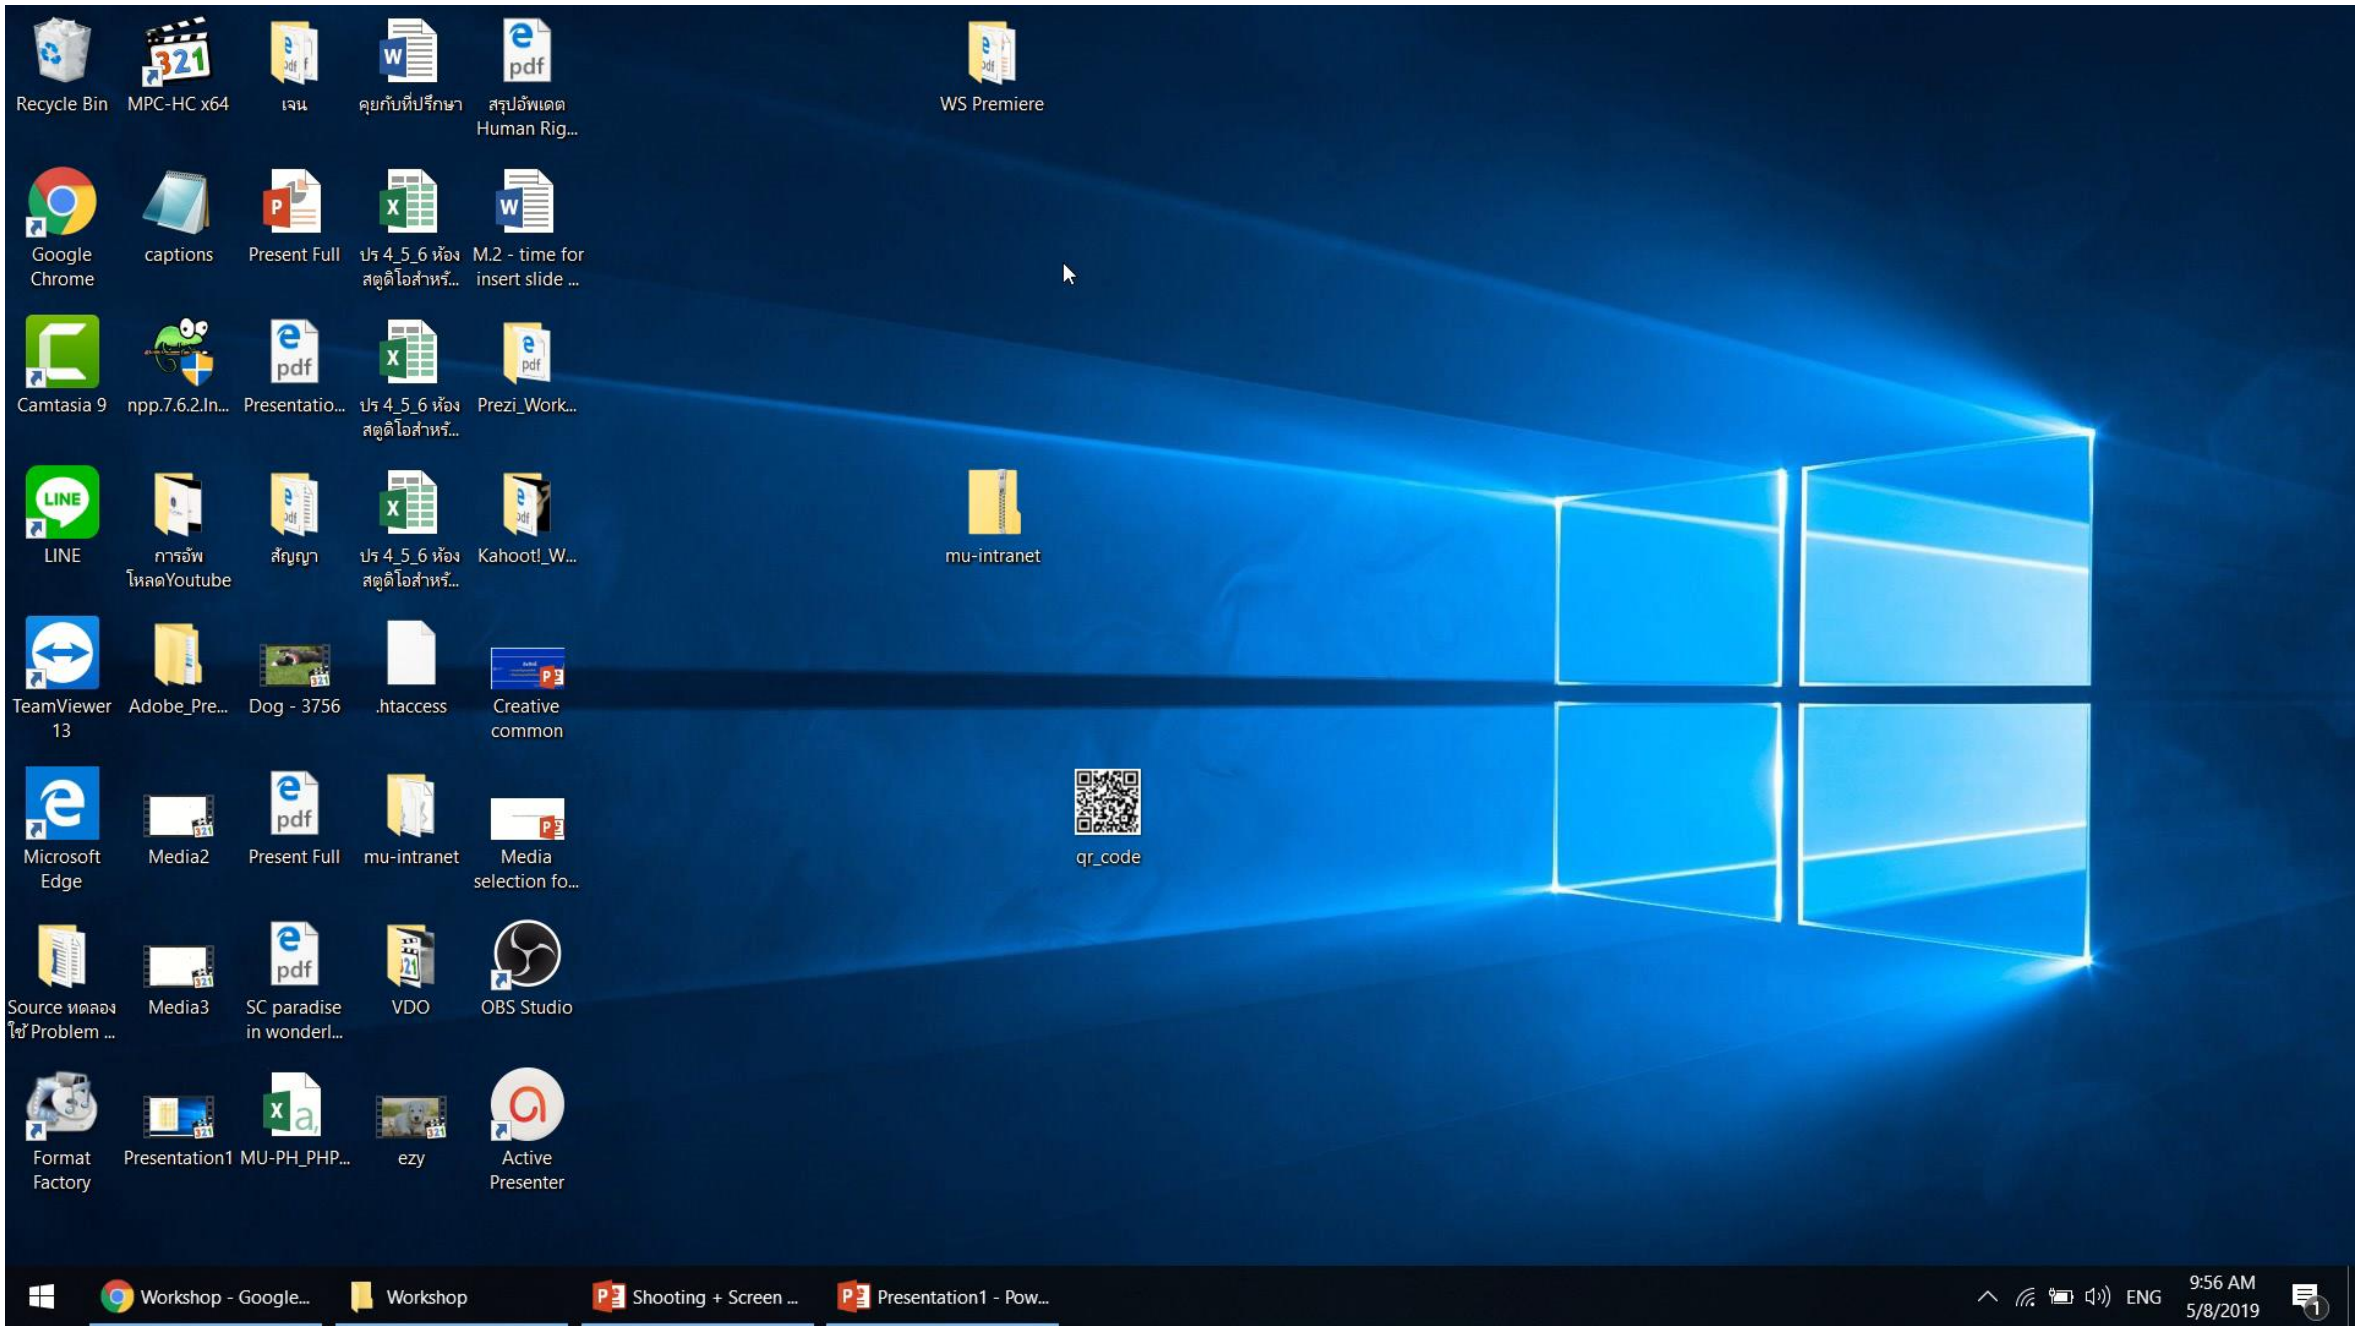 Recycle Bin
MPC-HC x64
เจน
คุยกับที่ปรึกษา
สรุปอัพเดต
Human Rig...
WS Premiere
Google
Chrome
captions
Present Full
ปร 4_5_6 ห้อง
สตูดิโอสำหรั...
M.2 - time for
insert slide ...
Camtasia 9
npp.7.6.2.In...
Presentatio...
ปร 4_5_6 ห้อง
สตูดิโอสำหรั...
Prezi_Work...
LINE
LINE
การอัพ
โหลดYoutube
สัญญา
ปร 4_5_6 ห้อง
สตูดิโอสำหรั...
Kahoot!_W...
mu-intranet
TeamViewer
13
Adobe_Pre...
Dog - 3756
.htaccess
Creative
common
Microsoft
Edge
Media2
Present Full
mu-intranet
Media
selection fo...
qr_code
Source ทดลอง
ใช้ Problem ...
Media3
SC paradise
in wonderl...
VDO
OBS Studio
Format
Factory
Presentation1
MU-PH_PHP...
ezy
Active
Presenter
Workshop - Google...
Workshop
Shooting + Screen ...
Presentation1 - Pow...
ENG
9:56 AM
5/8/2019
1